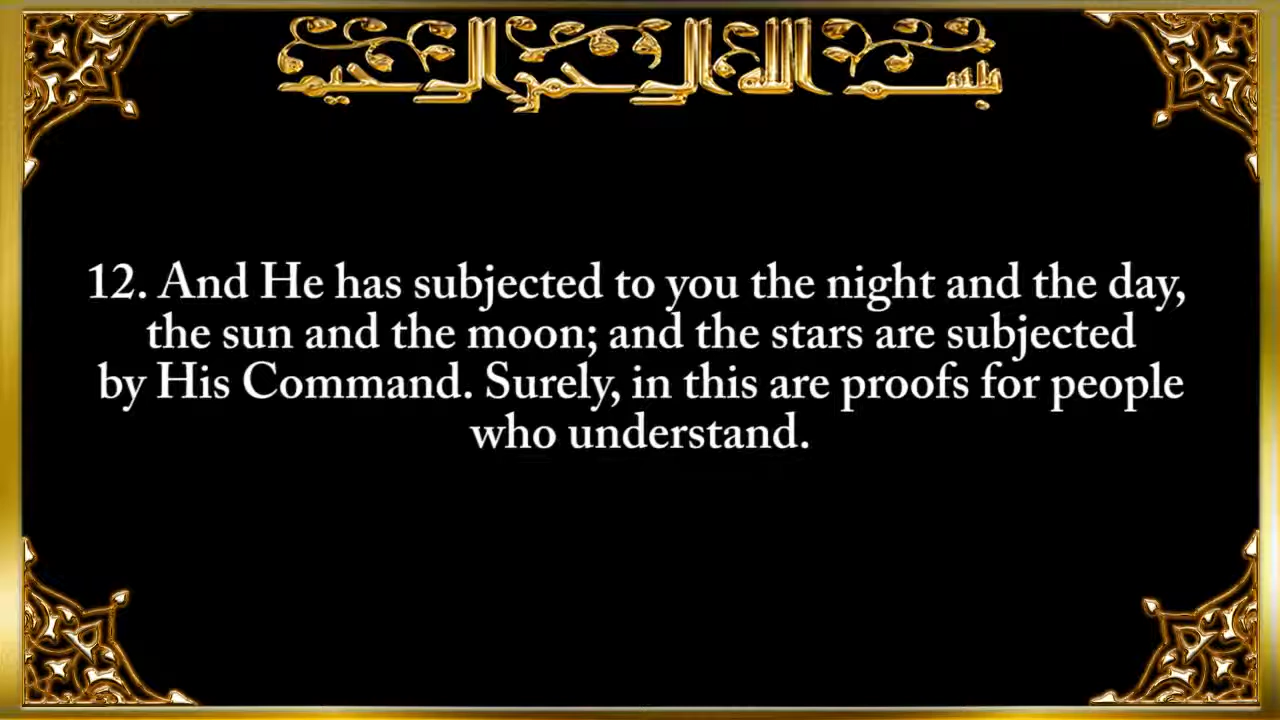 بسم الله الرحمن الرحيم
12. And He has subjected to you the night and the day,
the sun and the moon; and the stars are subjected
by His Command. Surely, in this are proofs for people
who understand.